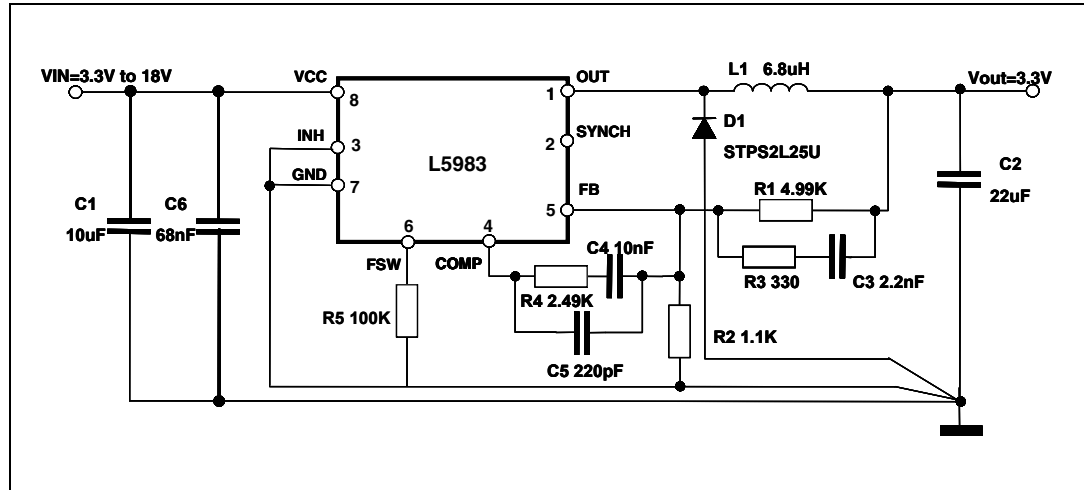 VIN=3.3V to 18V
VCC
8
INH
3
GND
7
L5983
OUT
1
SYNCH
2
FB
5
6
4
FSW
COMP
L1 6.8uH
Vout=3.3V
D1
STPS2L25U
C1
10uF
C6
68nF
C2
22uF
R1 4.99K
R3 330
C3 2.2nF
C4 10nF
R4 2.49K
C5 220pF
R5 100K
R2 1.1K